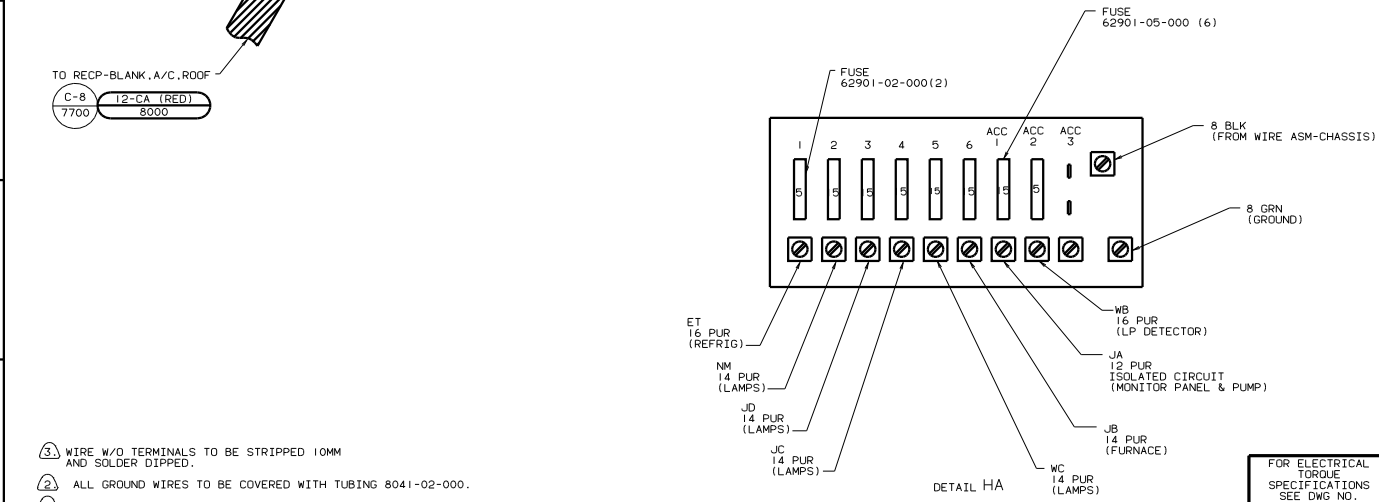 TO RECP-BLANK,A/C,ROOF
C-8
7700
12-CA (RED)
8000
FUSE
62901-05-000 (6)
FUSE
62901-02-000(2)
1 2 3 4 5 6 ACC 1 ACC 2 ACC 3
5 15 15 15 15 15 15 5
8 BLK
(FROM WIRE ASM-CHASSIS)
8 GRN
(GROUND)
ET
16 PUR
(REFRIG)
NM
14 PUR
(LAMPS)
JD
14 PUR
(LAMPS)
JC
14 PUR
(LAMPS)
WC
14 PUR
(LAMPS)
JB
14 PUR
(FURNACE)
JA
12 PUR
ISOLATED CIRCUIT
(MONITOR PANEL & PUMP)
WB
16 PUR
(LP DETECTOR)
DETAIL HA
3. WIRE W/O TERMINALS TO BE STRIPPED 10MM
AND SOLDER DIPPED.
2. ALL GROUND WIRES TO BE COVERED WITH TUBING 8041-02-000.
FOR ELECTRICAL
TORQUE
SPECIFICATIONS
SEE DWG NO.